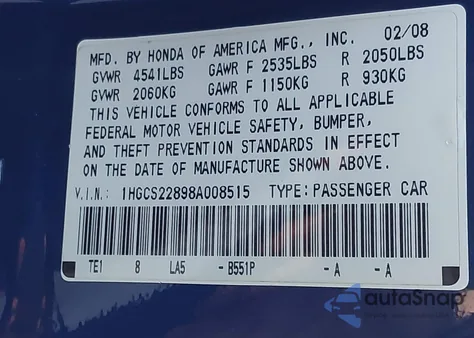 MFD. BY HONDA OF AMERICA MFG., INC. 02/08
GVWR 4541LBS GAWR F 2535LBS R 2050LBS
GVWR 2060KG GAWR F 1150KG R 930KG
THIS VEHICLE CONFORMS TO ALL APPLICABLE
FEDERAL MOTOR VEHICLE SAFETY, BUMPER,
AND THEFT PREVENTION STANDARDS IN EFFECT
ON THE DATE OF MANUFACTURE SHOWN ABOVE.
V.I.N.: 1HGCS22898A008515 TYPE: PASSENGER CAR
TE1 8 LA5 -B551P -A -A
autoSnap